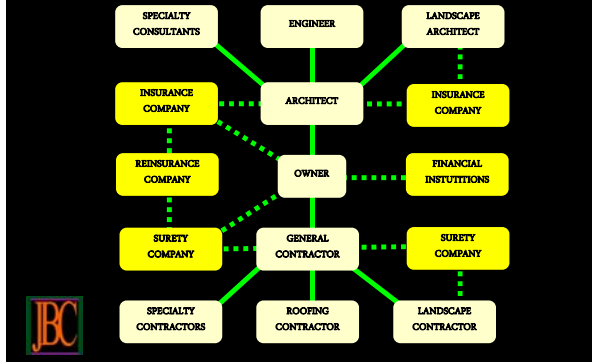 SPECIALTY
CONSULTANTS
ENGINEER
LANDSCAPE
ARCHITECT
INSURANCE
COMPANY
ARCHITECT
INSURANCE
COMPANY
REINSURANCE
COMPANY
OWNER
FINANCIAL
INSTUTITIONS
SURETY
COMPANY
GENERAL
CONTRACTOR
SURETY
COMPANY
SPECIALTY
CONTRACTORS
ROOFING
CONTRACTOR
LANDSCAPE
CONTRACTOR
JBC